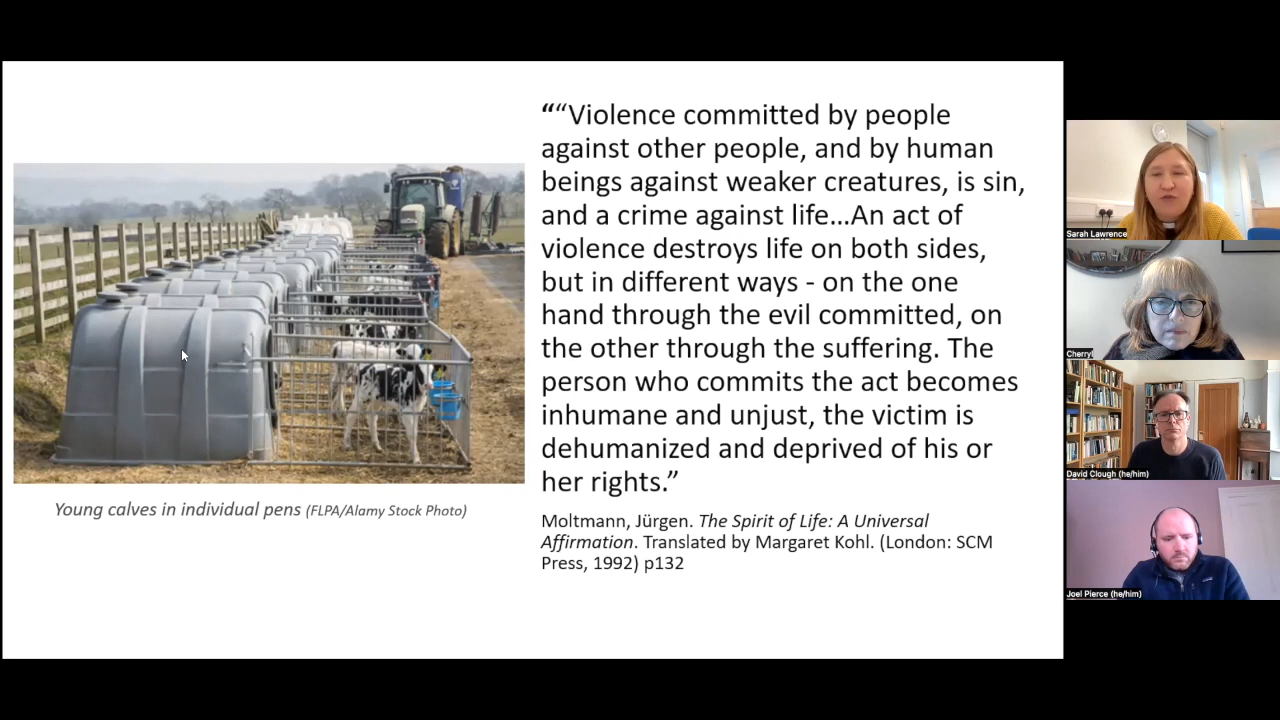 ““Violence committed by people
against other people, and by human
beings against weaker creatures, is sin,
and a crime against life…An act of
violence destroys life on both sides,
but in different ways - on the one
hand through the evil committed, on
the other through the suffering. The
person who commits the act becomes
inhumane and unjust, the victim is
dehumanized and deprived of his or
her rights.”
Moltmann, Jürgen. The Spirit of Life: A Universal
Affirmation. Translated by Margaret Kohl. (London: SCM
Press, 1992) p132
Young calves in individual pens (FLPA/Alamy Stock Photo)
Sarah Lawrence
Cheryl
David Clough (he/him)
Joel Pierce (he/him)